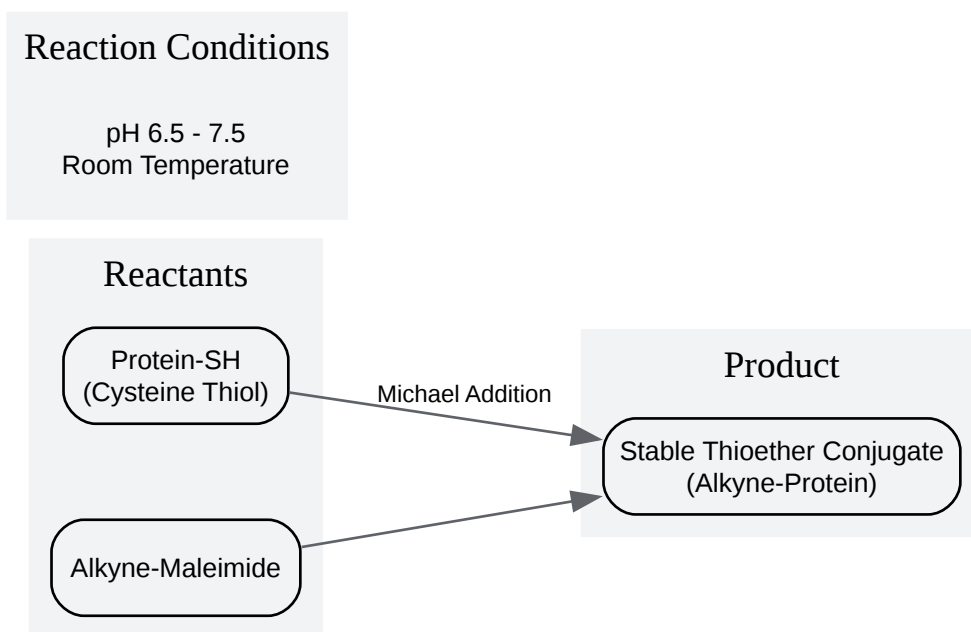 Reaction Conditions
pH 6.5 - 7.5
Room Temperature
Reactants
Protein-SH
(Cysteine Thiol)
Alkyne-Maleimide
Michael Addition
Product
Stable Thioether Conjugate
(Alkyne-Protein)